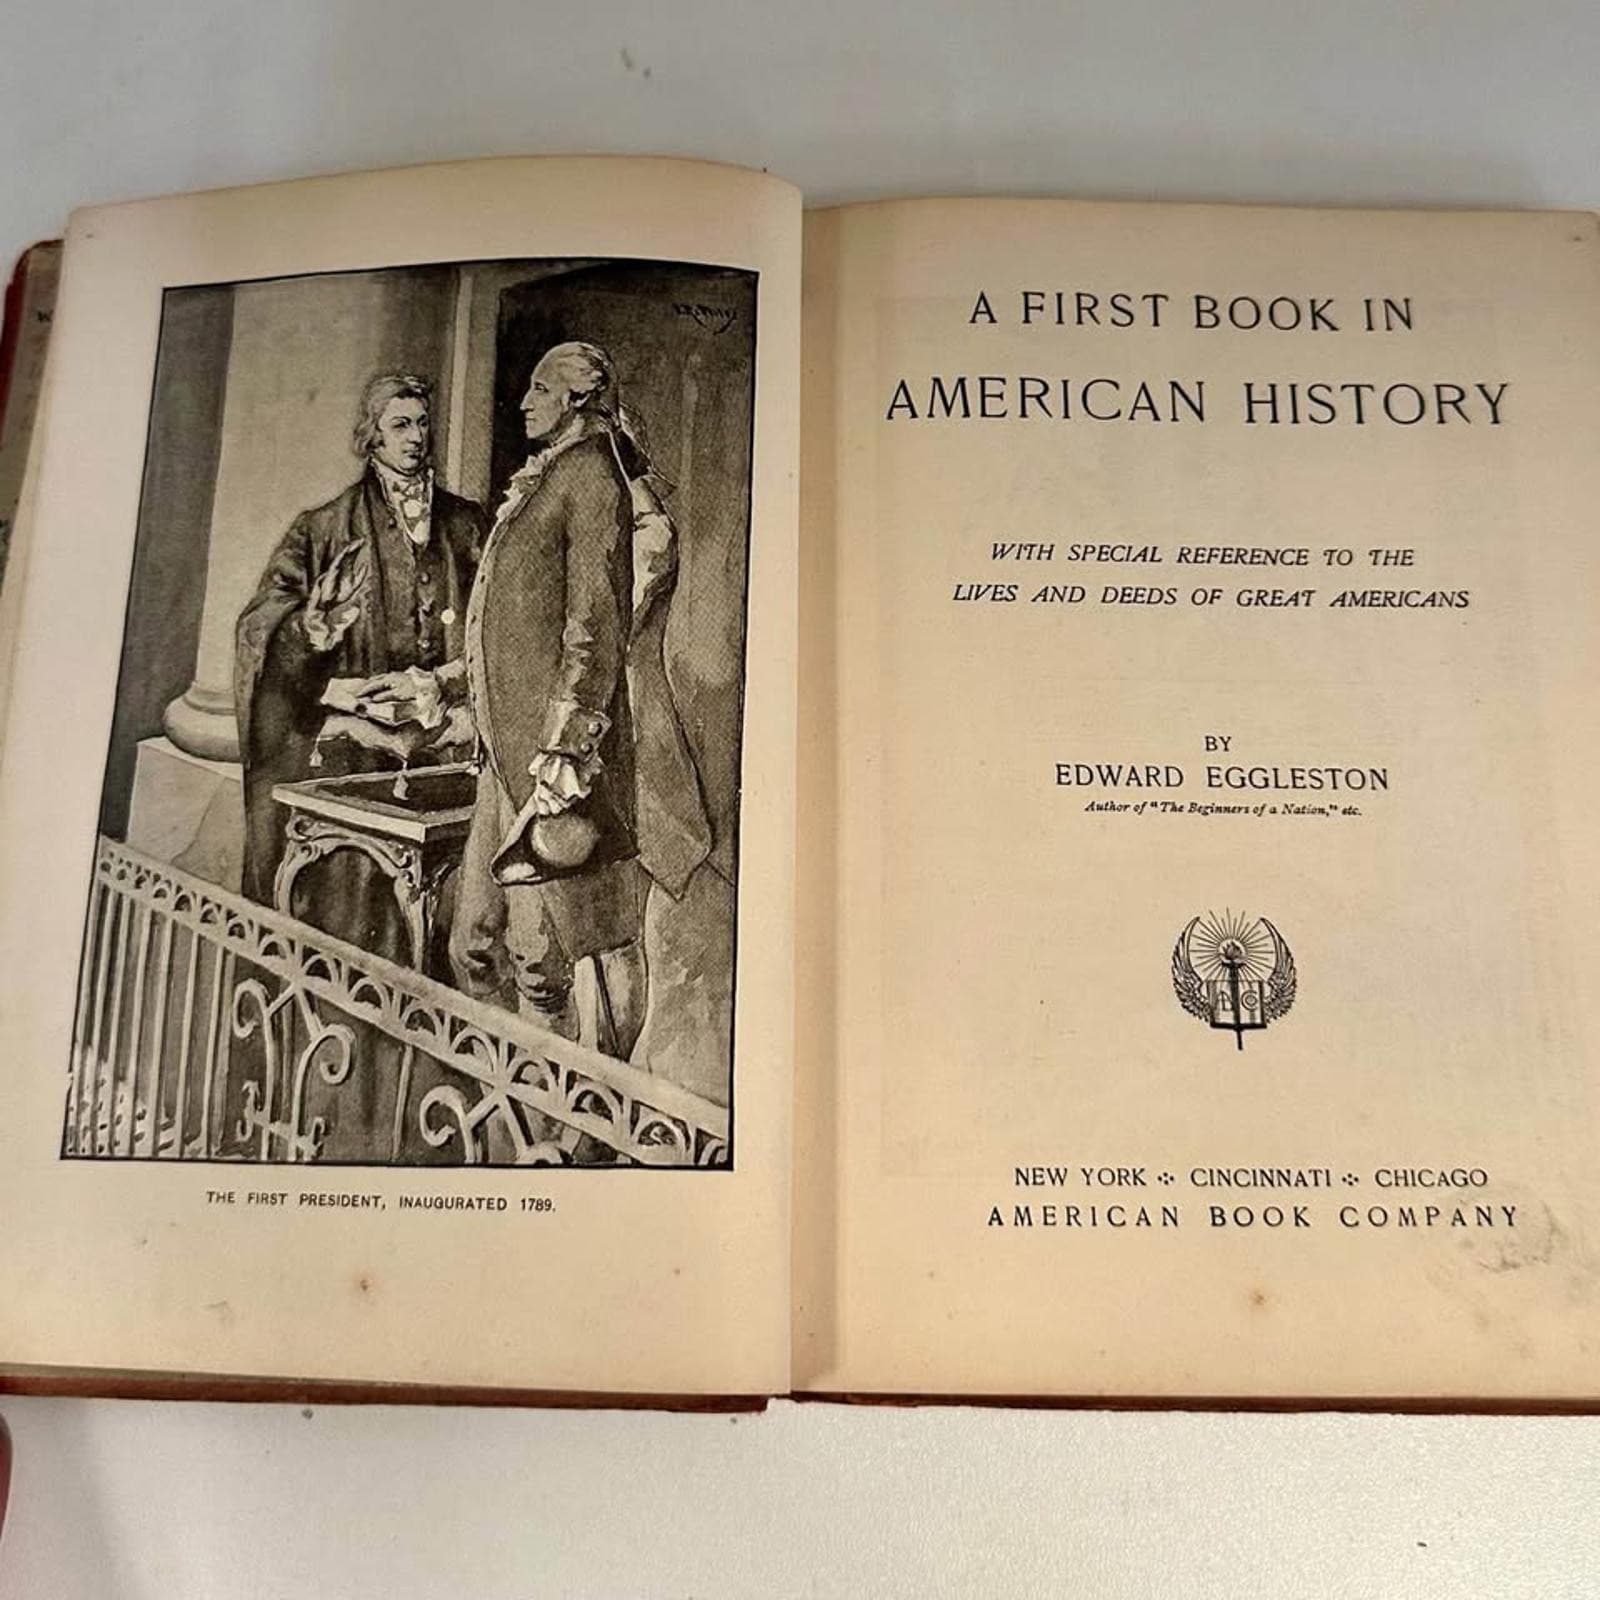 THE FIRST PRESIDENT, INAUGURATED 1789.
A FIRST BOOK IN
AMERICAN HISTORY
WITH SPECIAL REFERENCE TO THE
LIVES AND DEEDS OF GREAT AMERICANS
BY
EDWARD EGGLESTON
Author of "The Beginners of a Nation," etc.
ABC
NEW YORK ·:· CINCINNATI ·:· CHICAGO
AMERICAN BOOK COMPANY